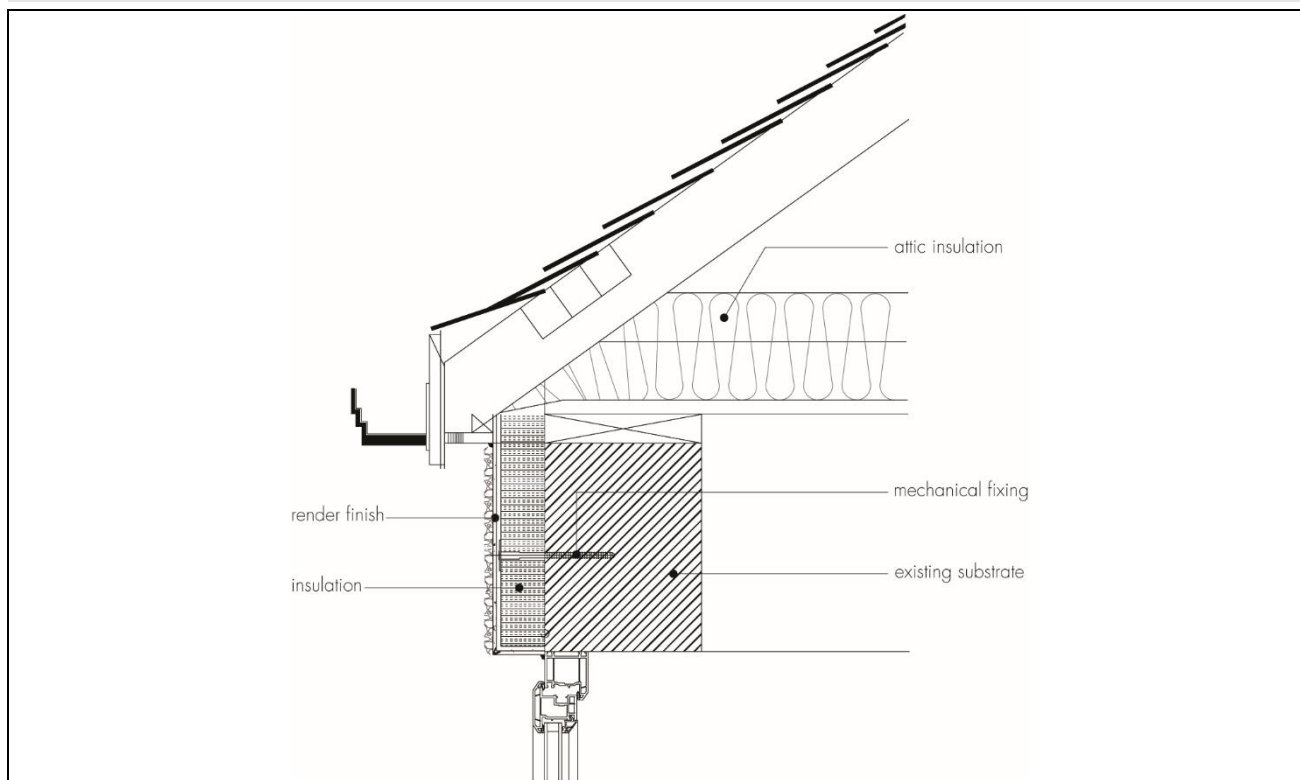 attic insulation
mechanical fixing
render finish
existing substrate
insulation